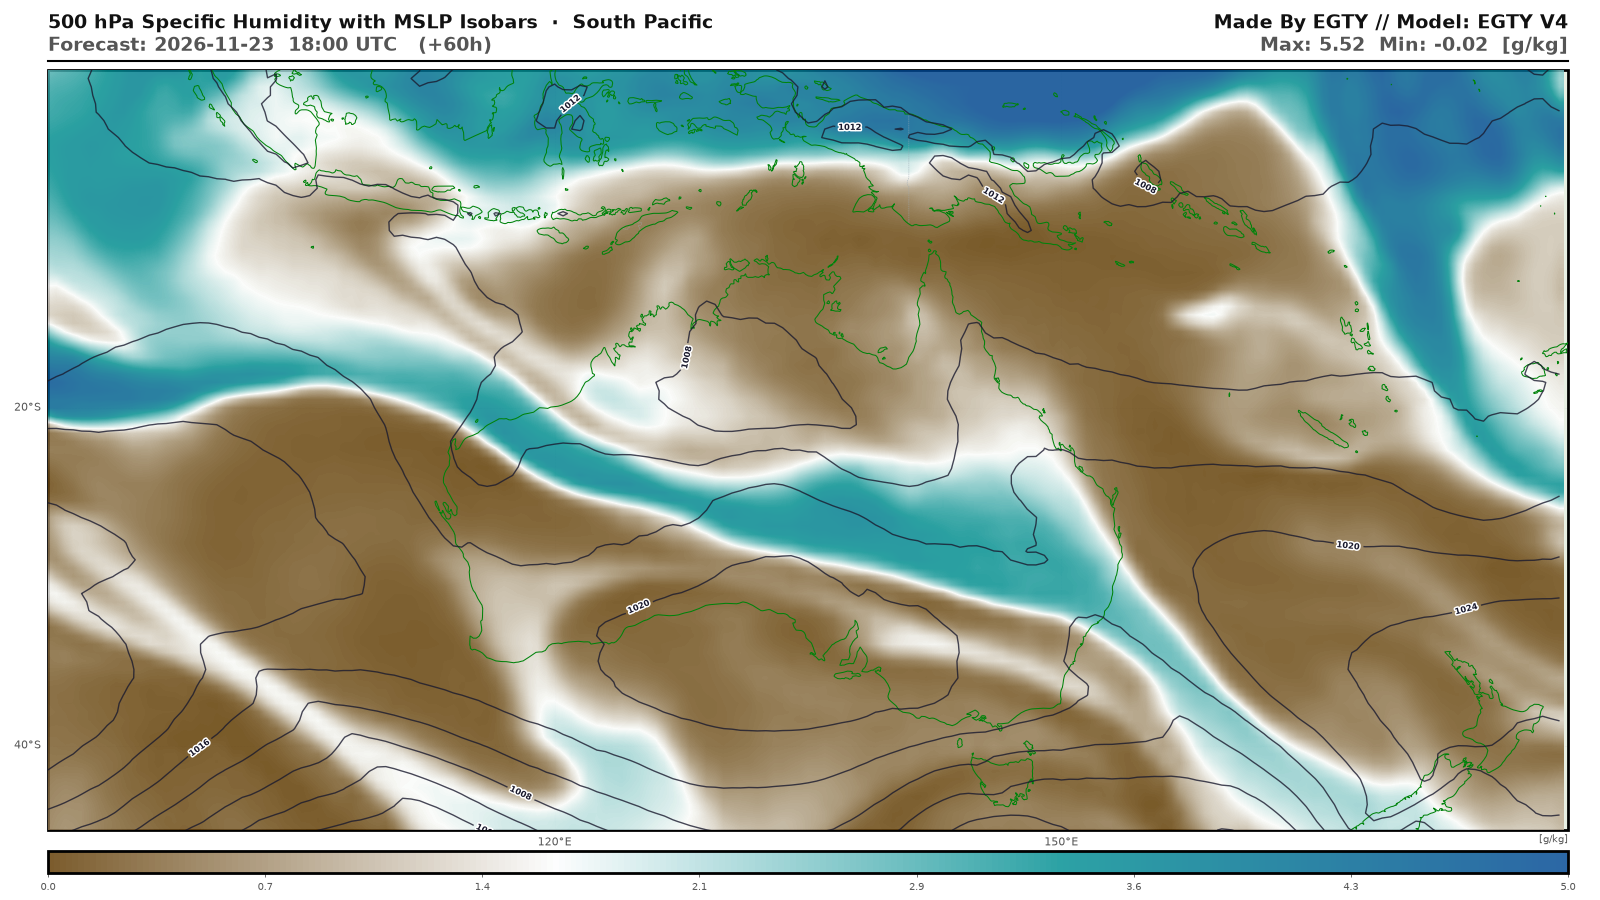 500 hPa Specific Humidity with MSLP Isobars · South Pacific
Made By EGTY // Model: EGTY V4
Forecast: 2026-11-23 18:00 UTC (+60h)
Max: 5.52 Min: -0.02 [g/kg]
1012
1012
1008
1012
1008
20°S
1020
1020
1024
40°S
1016
1008
120°E
150°E
[g/kg]
0.0
0.7
1.4
2.1
2.9
3.6
4.3
5.0